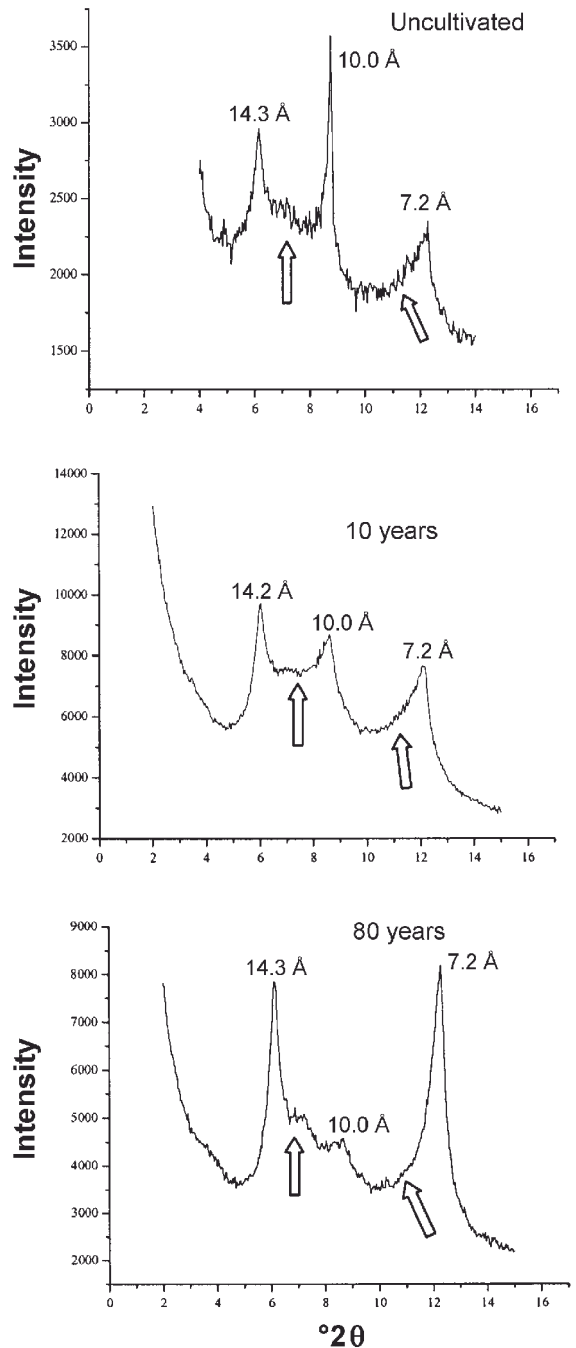 Uncultivated
10.0 Å
14.3 Å
7.2 Å
Intensity
3500
3000
2500
2000
1500
0 2 4 6 8 10 12 14 16
10 years
14.2 Å
10.0 Å
7.2 Å
Intensity
14000
12000
10000
8000
6000
4000
2000
0 2 4 6 8 10 12 14 16
80 years
14.3 Å
7.2 Å
10.0 Å
Intensity
9000
8000
7000
6000
5000
4000
3000
2000
0 2 4 6 8 10 12 14 16
°2θ